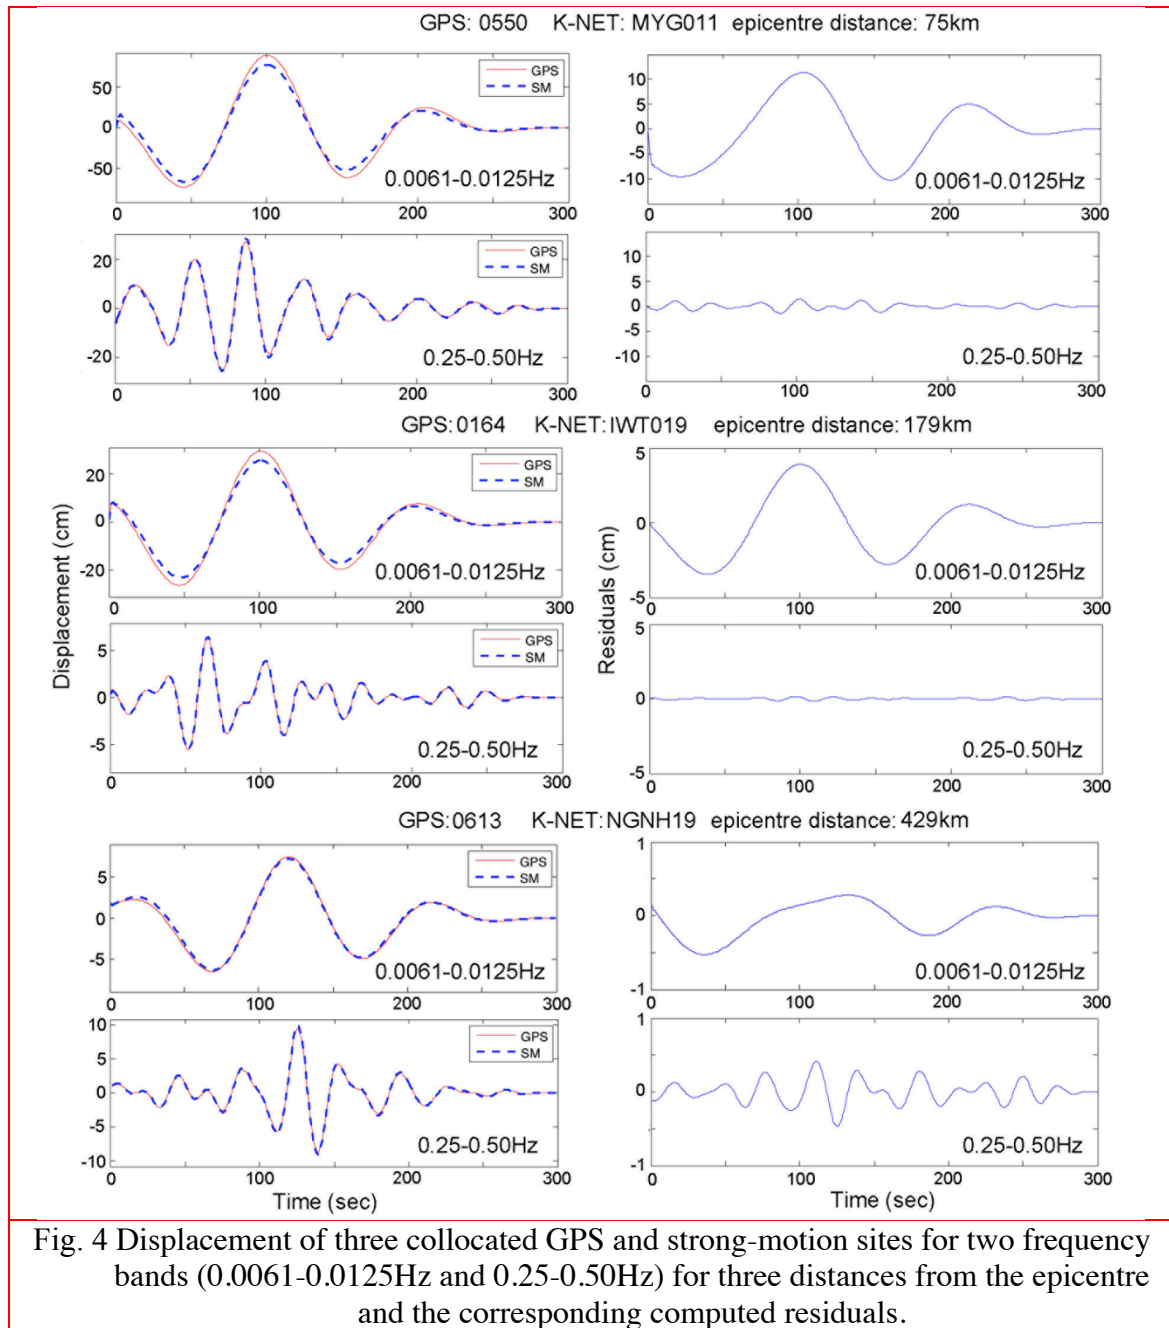 GPS: 0550 K-NET: MYG011 epicentre distance: 75km
50
0
-50
GPS
SM
0.0061-0.0125Hz
0 100 200 300
10
5
0
-5
-10
0.0061-0.0125Hz
0 100 200 300
20
0
-20
GPS
SM
0.25-0.50Hz
0 100 200 300
10
5
0
-5
-10
0.25-0.50Hz
0 100 200 300
GPS:0164 K-NET:IWT019 epicentre distance: 179km
20
0
-20
GPS
SM
0.0061-0.0125Hz
0 100 200 300
5
0
-5
0.0061-0.0125Hz
0 100 200 300
Displacement (cm)
Residuals (cm)
5
0
-5
GPS
SM
0.25-0.50Hz
0 100 200 300
5
0
-5
0.25-0.50Hz
0 100 200 300
GPS:0613 K-NET:NGNH19 epicentre distance: 429km
5
0
-5
GPS
SM
0.0061-0.0125Hz
0 100 200 300
1
0
-1
0.0061-0.0125Hz
0 100 200 300
10
5
0
-5
-10
GPS
SM
0.25-0.50Hz
0 100 200 300
Time (sec)
1
0
-1
0.25-0.50Hz
0 100 200 300
Time (sec)
Fig. 4 Displacement of three collocated GPS and strong-motion sites for two frequency
bands (0.0061-0.0125Hz and 0.25-0.50Hz) for three distances from the epicentre
and the corresponding computed residuals.